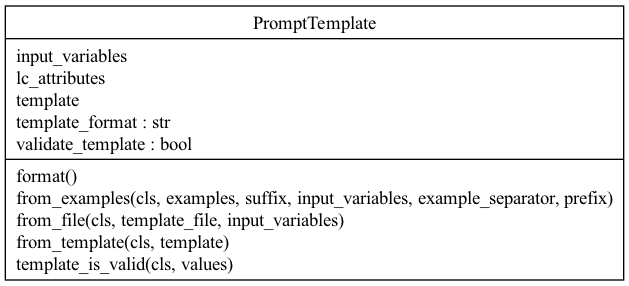 PromptTemplate
input_variables
lc_attributes
template
template_format : str
validate_template : bool
format()
from_examples(cls, examples, suffix, input_variables, example_separator, prefix)
from_file(cls, template_file, input_variables)
from_template(cls, template)
template_is_valid(cls, values)